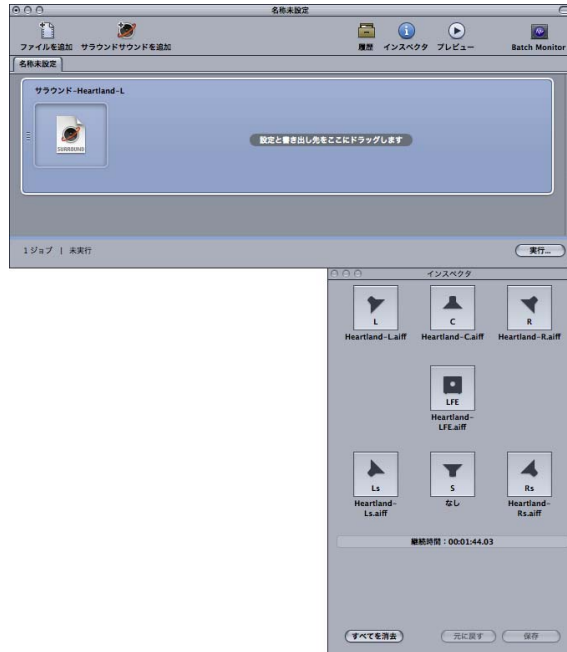 名称未設定
ファイルを追加 サラウンドサウンドを追加 履歴 インスペクタ プレビュー Batch Monitor
名称未設定
サラウンド-Heartland-L
SURROUND
設定と書き出し先をここにドラッグします
1 ジョブ | 未実行
実行...
インスペクタ
L C R
Heartland-L.aiff Heartland-C.aiff Heartland-R.aiff
LFE
Heartland-
LFE.aiff
Ls S Rs
Heartland- なし Heartland-
Ls.aiff Rs.aiff
継続時間：00:01:44.03
すべてを消去 元に戻す 保存